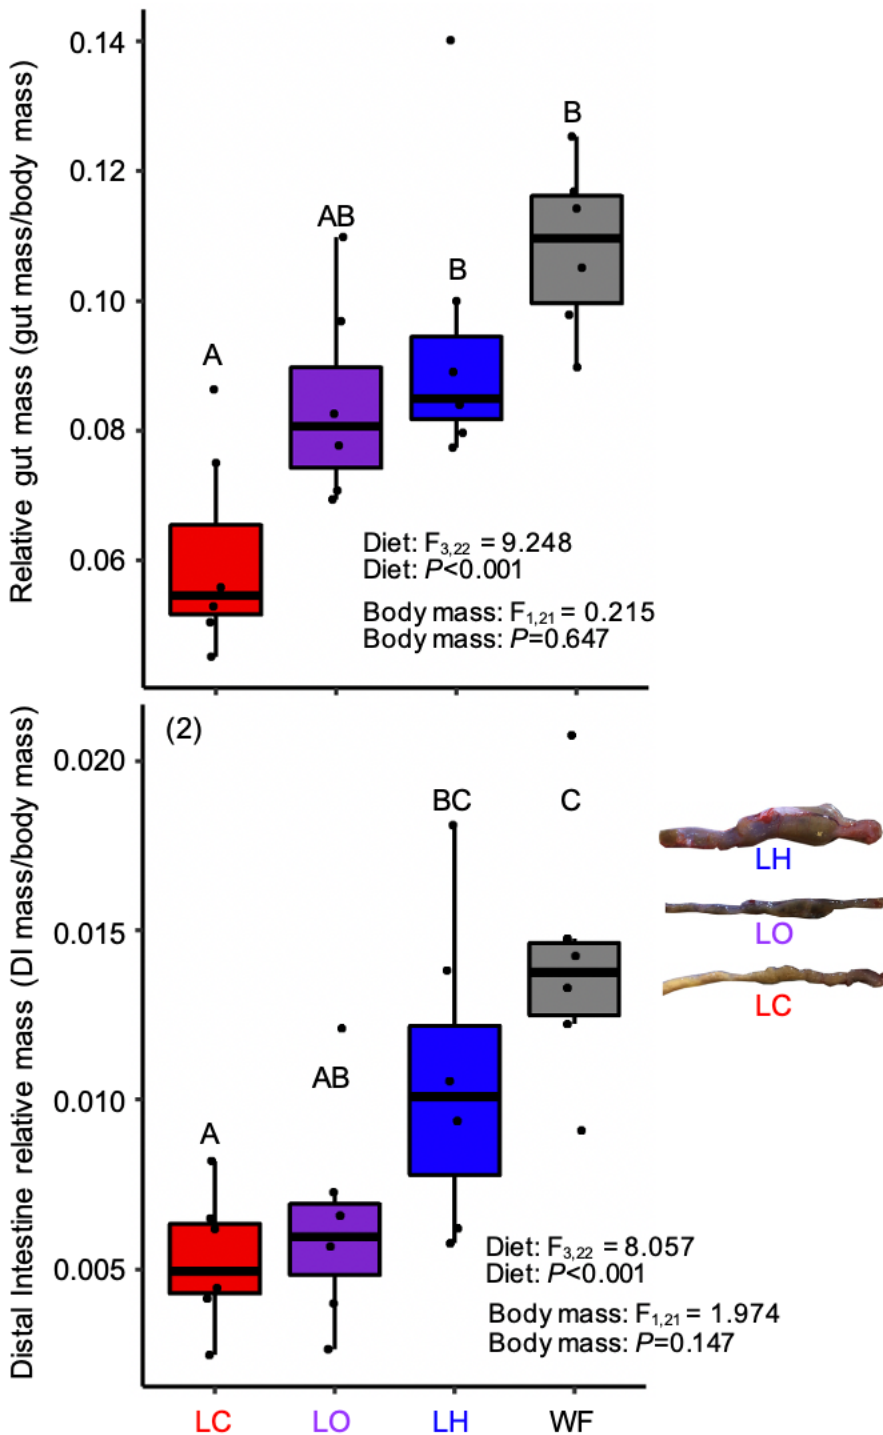 Relative gut mass (gut mass/body mass)
0.14
0.12
0.10
0.08
0.06
A
AB
B
B
Diet: F3,22 = 9.248
Diet: P<0.001
Body mass: F1,21 = 0.215
Body mass: P=0.647
Distal Intestine relative mass (DI mass/body mass)
(2)
0.020
0.015
0.010
0.005
A
AB
BC
C
LH
LO
LC
Diet: F3,22 = 8.057
Diet: P<0.001
Body mass: F1,21 = 1.974
Body mass: P=0.147
LC LO LH WF